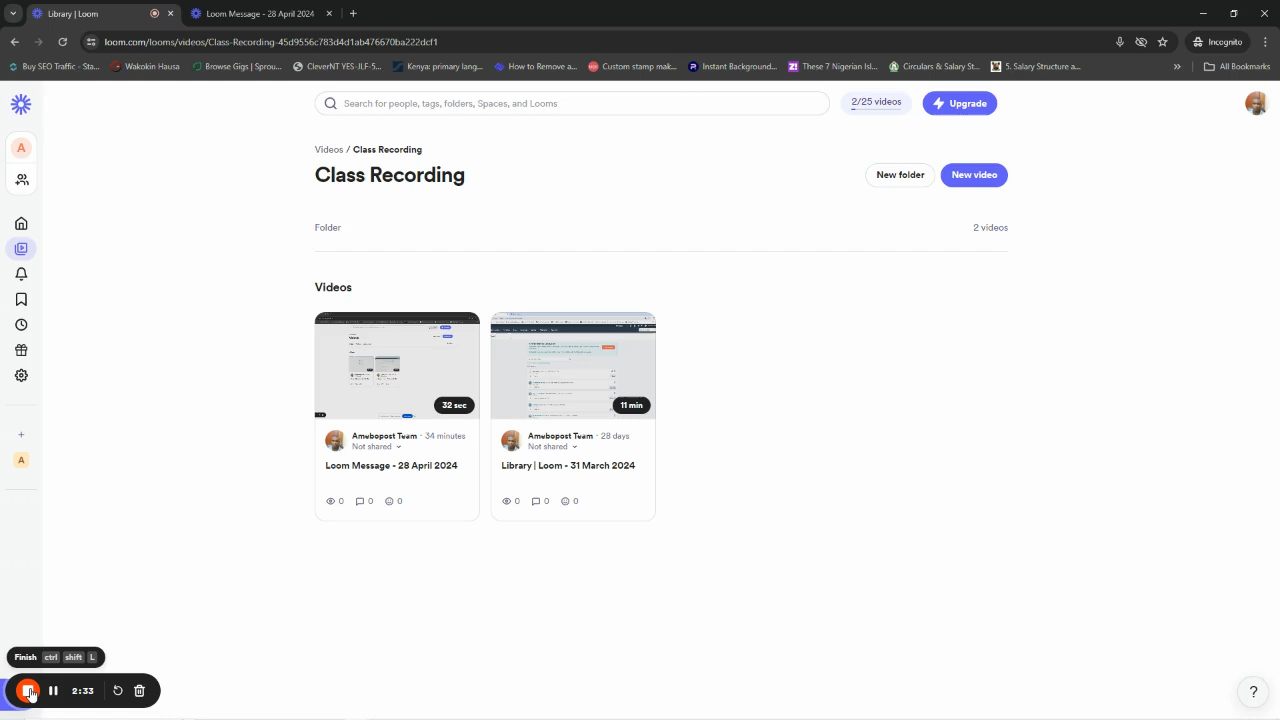 Library | Loom
Loom Message - 28 April 2024
loom.com/looms/videos/Class-Recording-45d9556c783d4d1ab476670ba222dcf1
Incognito
Buy SEO Traffic - Sta...
Wakokin Hausa
Browse Gigs | Sprou...
CleverNT YES-JLF-5...
Kenya: primary lang...
How to Remove a...
Custom stamp mak...
Instant Background...
These 7 Nigerian Isl...
Circulars & Salary St...
5. Salary Structure a...
All Bookmarks
Search for people, tags, folders, Spaces, and Looms
2/25 videos
Upgrade
A
Videos / Class Recording
Class Recording
New folder
New video
Folder
2 videos
Videos
32 sec
Amebopost Team · 34 minutes
Not shared
Loom Message - 28 April 2024
0 0 0
11 min
Amebopost Team · 28 days
Not shared
Library | Loom - 31 March 2024
0 0 0
+
A
Finish ctrl shift L
2:33
?